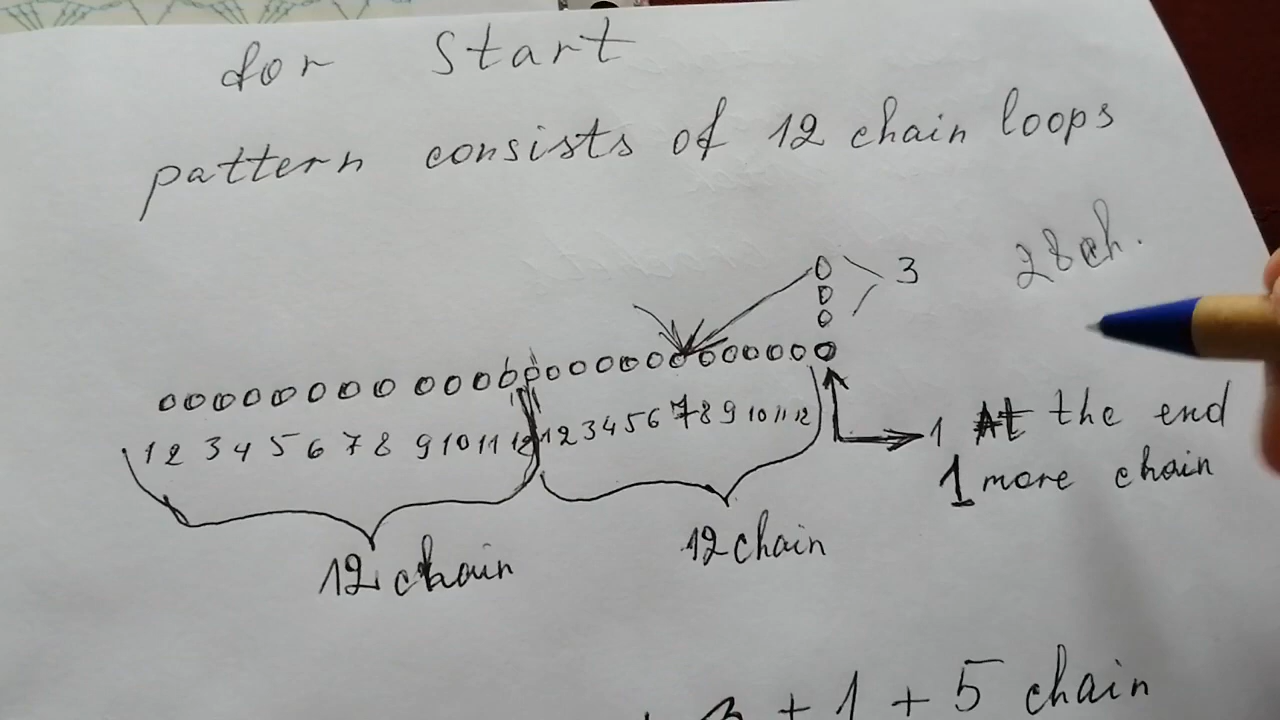 for start
pattern consists of 12 chain loops
28 ch.
3
1 2 3 4 5 6 7 8 9 10 11 12 1 2 3 4 5 6 7 8 9 10 11 12
1 At the end
1 more chain
12 chain 12 chain
+ 1 + 5 chain